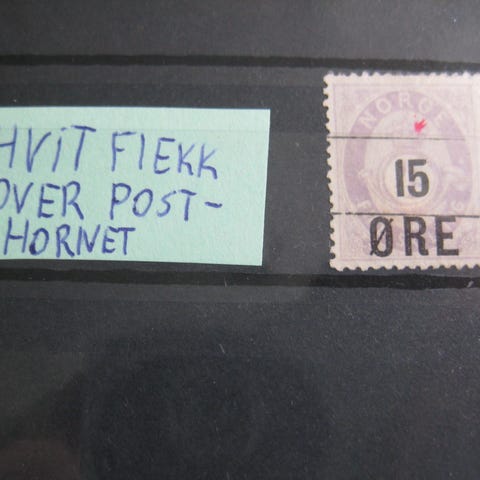 HVIT FlEKK
OVER POST-
HORNET
NORGE
15
ØRE